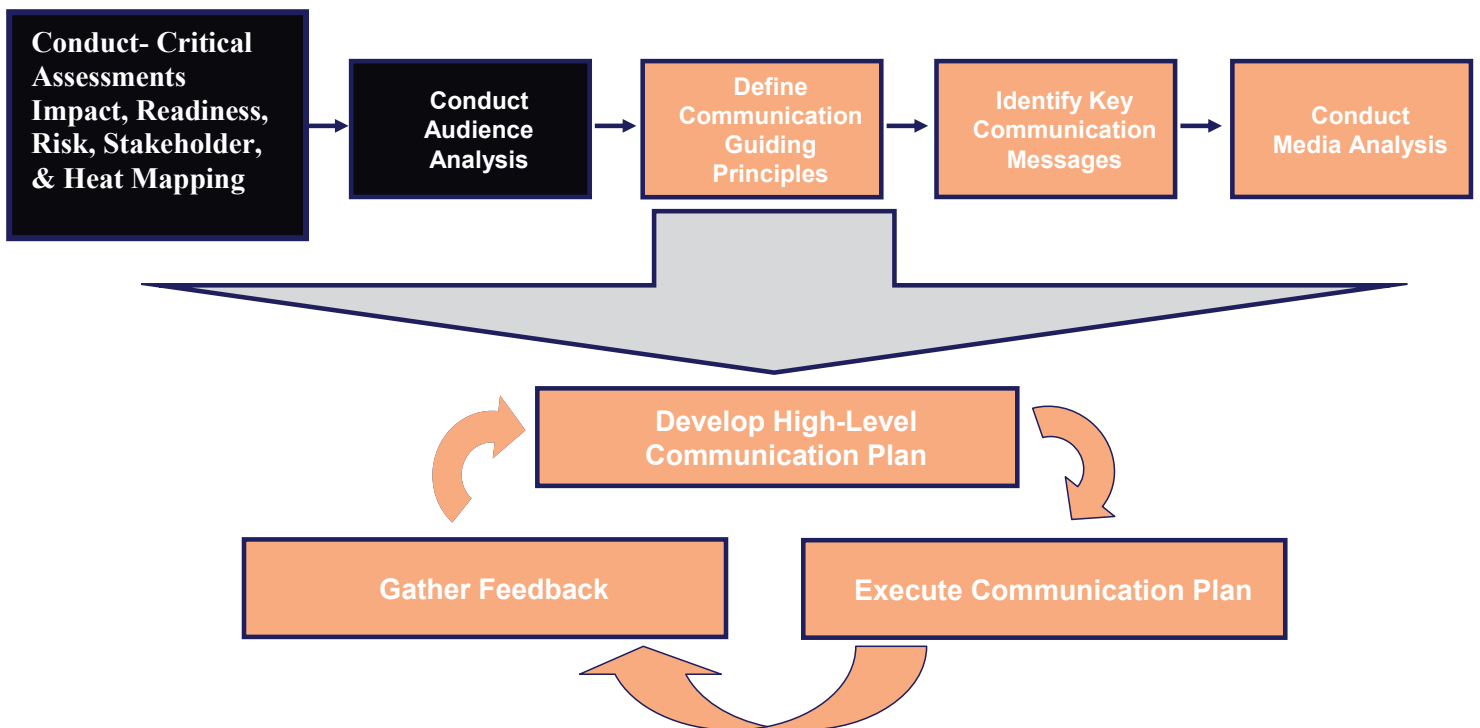 Conduct- Critical
Assessments
Impact, Readiness,
Risk, Stakeholder,
& Heat Mapping
Conduct
Audience
Analysis
Define
Communication
Guiding
Principles
Identify Key
Communication
Messages
Conduct
Media Analysis
Develop High-Level
Communication Plan
Gather Feedback
Execute Communication Plan